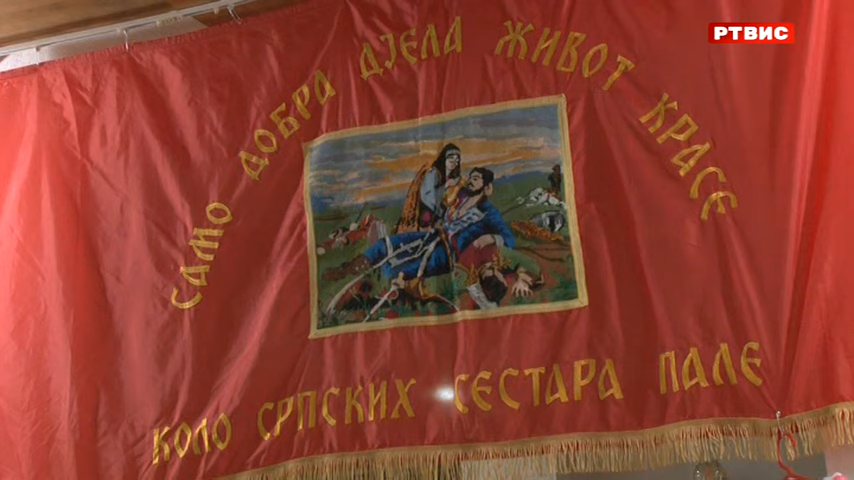 РТВИС
САМО ДОБРА ДЈЕЛА ЖИВОТ КРАСЕ
КОЛО СРПСКИХ СЕСТАРА ПАЛЕ